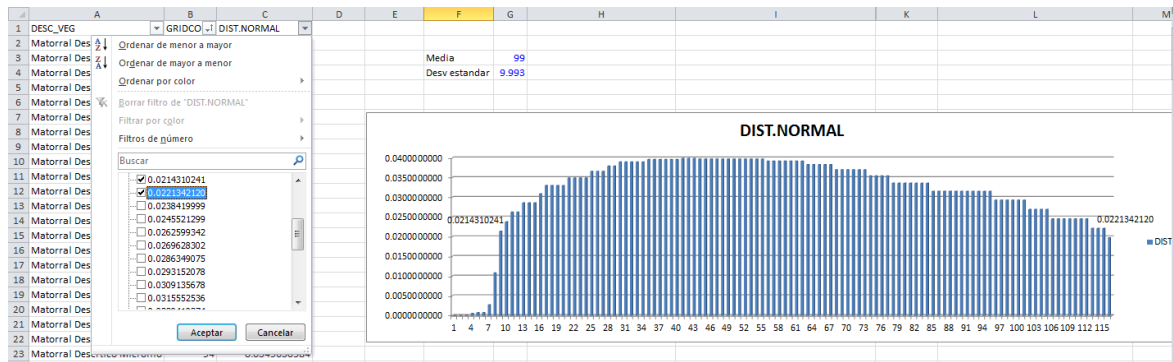 A B C D E F G H I K L M
1 DESC_VEG GRIDCO DIST.NORMAL
2 Matorral Des
3 Matorral Des Media 99
4 Matorral Des Desv estandar 9.993
5 Matorral Des
6 Matorral Des
7 Matorral Des
8 Matorral Des
9 Matorral Des
10 Matorral Des
11 Matorral Des
12 Matorral Des
13 Matorral Des
14 Matorral Des
15 Matorral Des
16 Matorral Des
17 Matorral Des
18 Matorral Des
19 Matorral Des
20 Matorral Des
21 Matorral Des
22 Matorral Des
23 Matorral
Ordenar de menor a mayor
Ordenar de mayor a menor
Ordenar por color
Borrar filtro de "DIST.NORMAL"
Filtrar por color
Filtros de número
Buscar
0.0214310241
0.0221342120
0.0238419999
0.0245521299
0.0262599342
0.0269628302
0.0286349075
0.0293152078
0.0309135678
0.0315552536
Aceptar Cancelar
DIST.NORMAL
0.0400000000
0.0350000000
0.0300000000
0.0250000000
0.0214310241
0.0221342120
0.0200000000
0.0150000000
0.0100000000
0.0050000000
0.0000000000
DIST
1 4 7 10 13 16 19 22 25 28 31 34 37 40 43 46 49 52 55 58 61 64 67 70 73 76 79 82 85 88 91 94 97 100 103 106 109 112 115